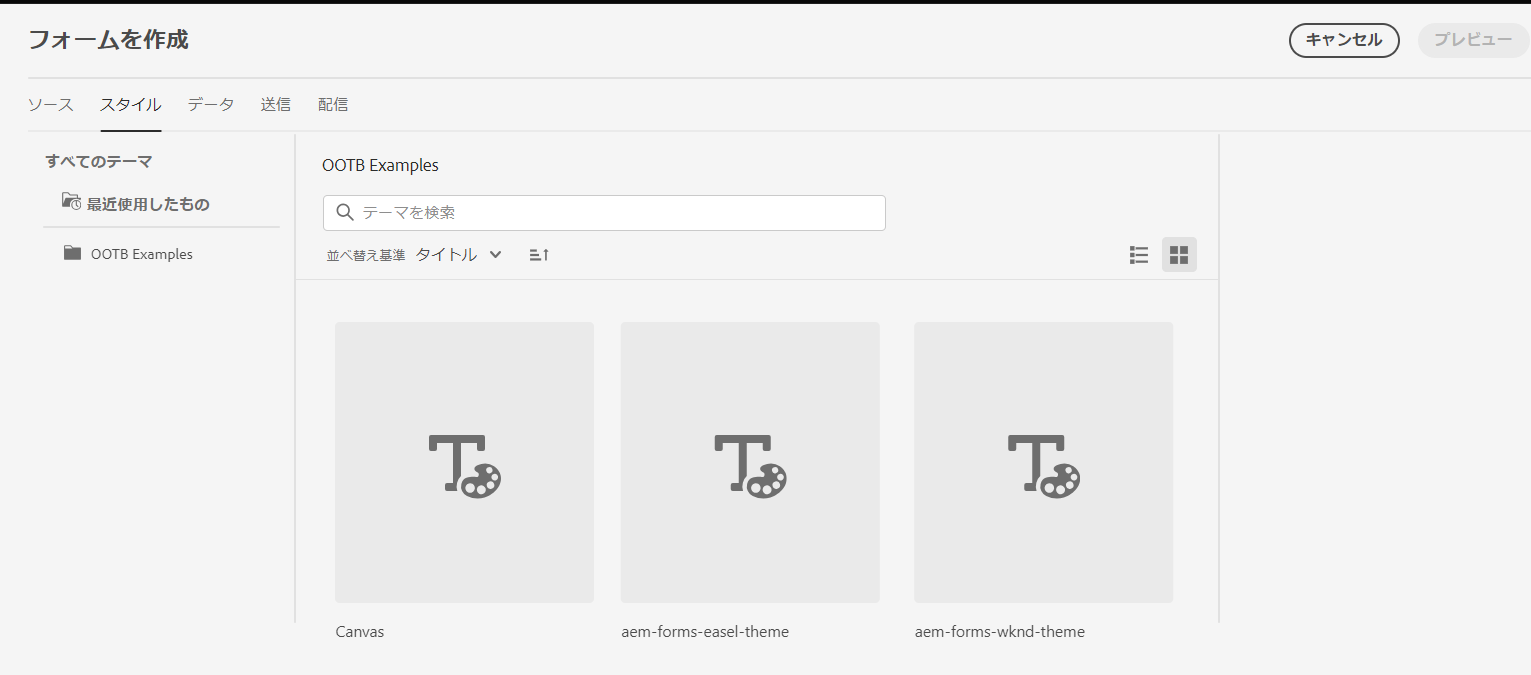 フォームを作成
キャンセル
プレビュー
ソース スタイル データ 送信 配信
すべてのテーマ
最近使用したもの
OOTB Examples
OOTB Examples
テーマを検索
並べ替え基準 タイトル
Canvas
aem-forms-easel-theme
aem-forms-wknd-theme